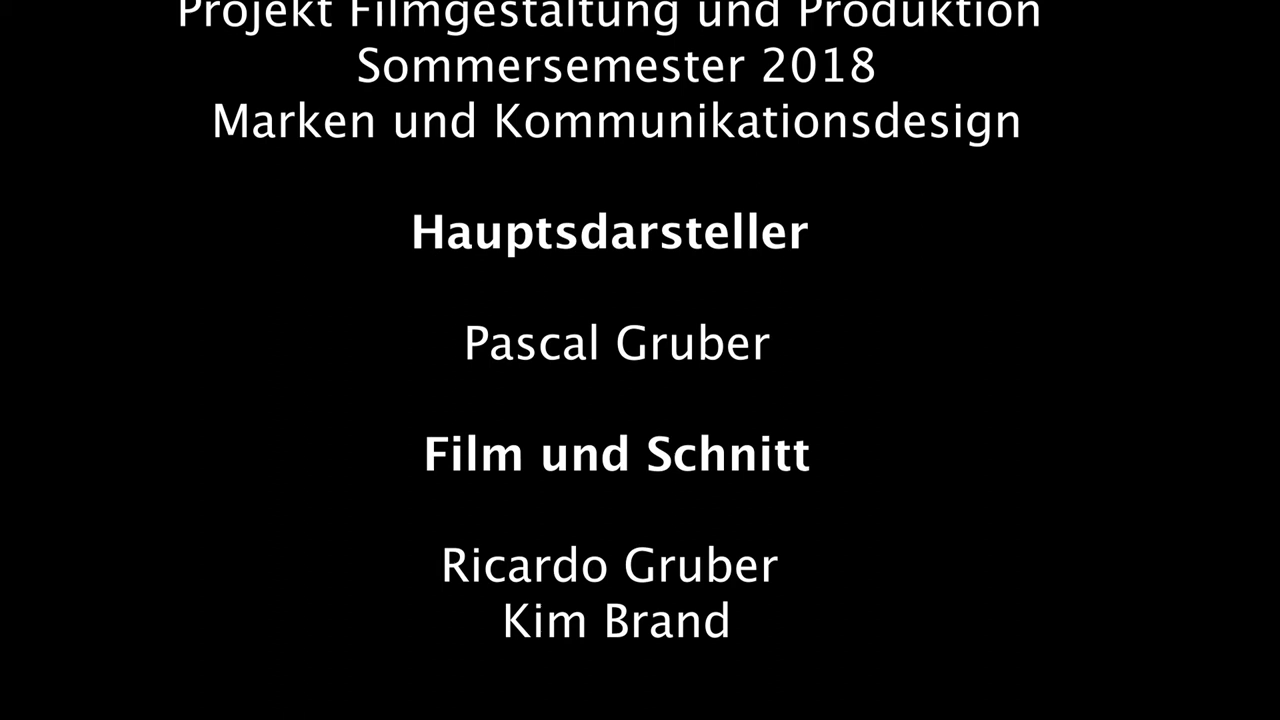 Projekt Filmgestaltung und Produktion
Sommersemester 2018
Marken und Kommunikationsdesign
Hauptsdarsteller
Pascal Gruber
Film und Schnitt
Ricardo Gruber
Kim Brand